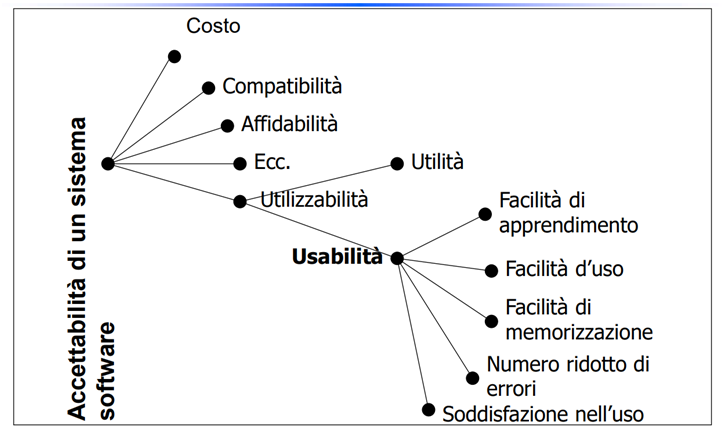 Costo
Compatibilità
Affidabilità
Ecc.
Utilità
Utilizzabilità
Accettabilità di un sistema
software
Usabilità
Facilità di
apprendimento
Facilità d'uso
Facilità di
memorizzazione
Numero ridotto di
errori
Soddisfazione nell'uso